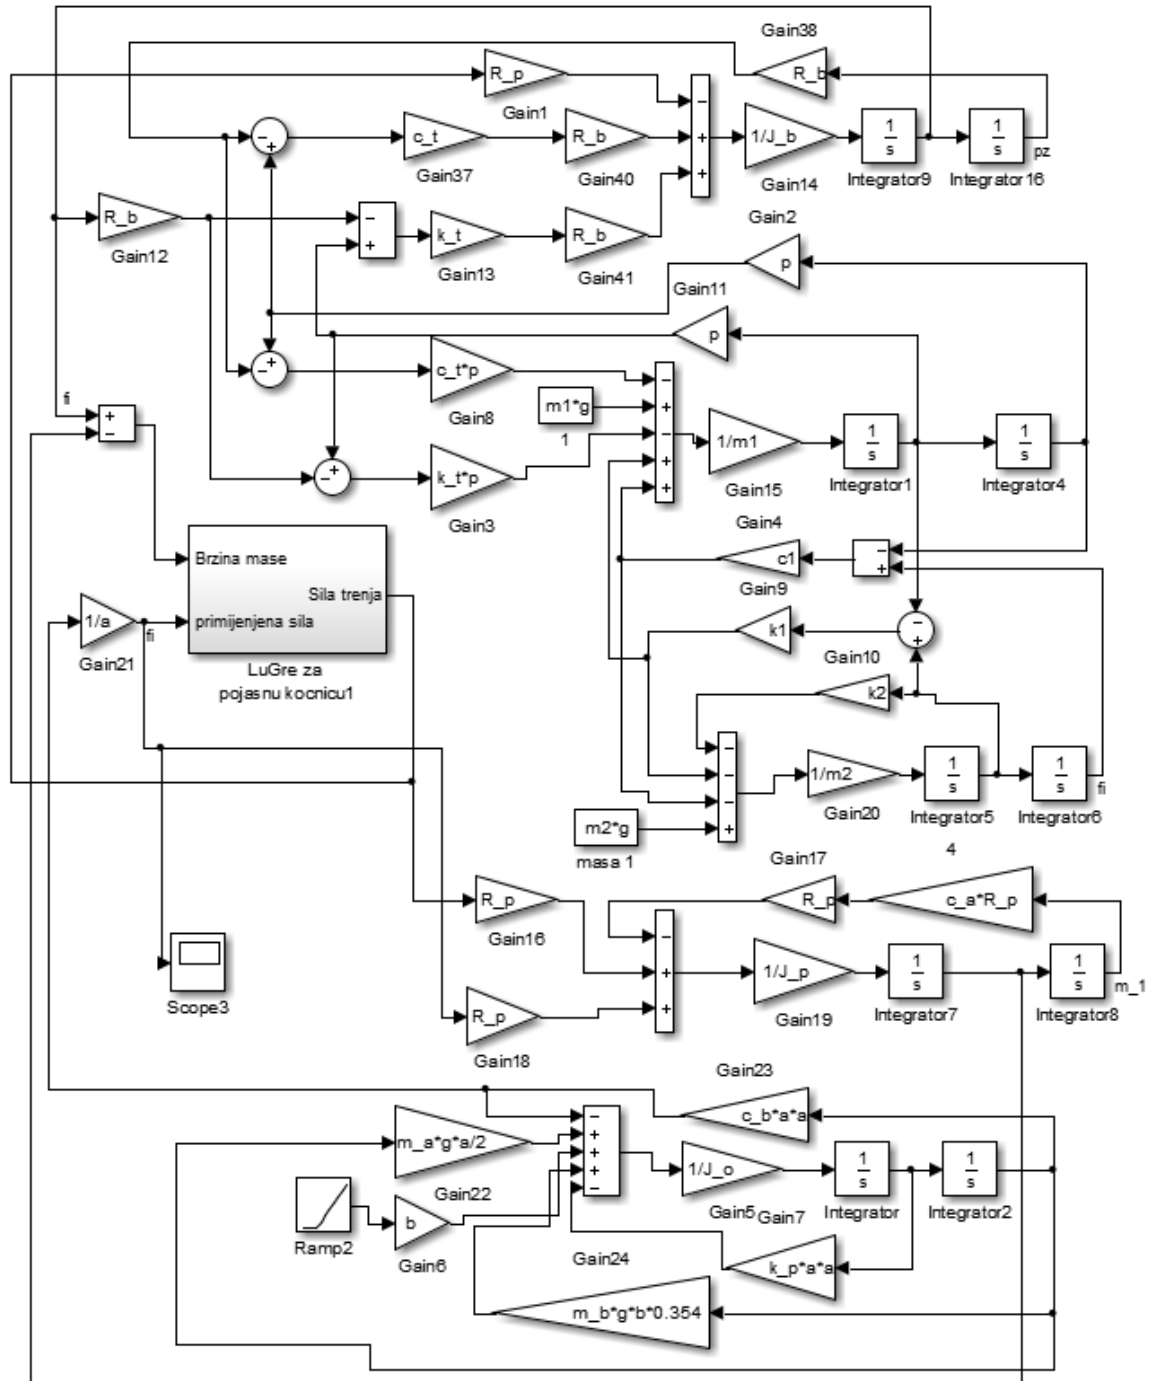 Gain38
R_b
R_p
Gain1
c_t
Gain37
R_b
Gain40
-
+
+
1/J_b
Gain14
1
s
Integrator9
1
s
Integrator16
pz
-
+
R_b
Gain12
-
+
k_t
Gain13
R_b
Gain41
Gain2
p
Gain11
p
-
+
c_t*p
Gain8
m1*g
1
-
+
-
+
+
1/m1
Gain15
1
s
Integrator1
1
s
Integrator4
fi
+
-
-
+
k_t*p
Gain3
Gain4
c1
-
+
Gain9
k1
-
+
Gain10
k2
Brzina mase
Sila trenja
primijenjena sila
LuGre za
pojasnu kocnicu1
1/a
fi
Gain21
-
-
-
+
1/m2
Gain20
1
s
Integrator5
1
s
Integrator6
fi
m2*g
masa 1
4
Gain17
R_p
c_a*R_p
R_p
Gain16
-
+
+
1/J_p
Gain19
1
s
Integrator7
1
s
Integrator8
m_1
Scope3
R_p
Gain18
Gain23
c_b*a*a
m_a*g*a/2
Gain22
-
+
+
+
-
1/J_o
Gain5
1
s
Integrator
1
s
Integrator2
Ramp2
b
Gain6
Gain7
k_p*a*a
Gain24
m_b*g*b*0.354